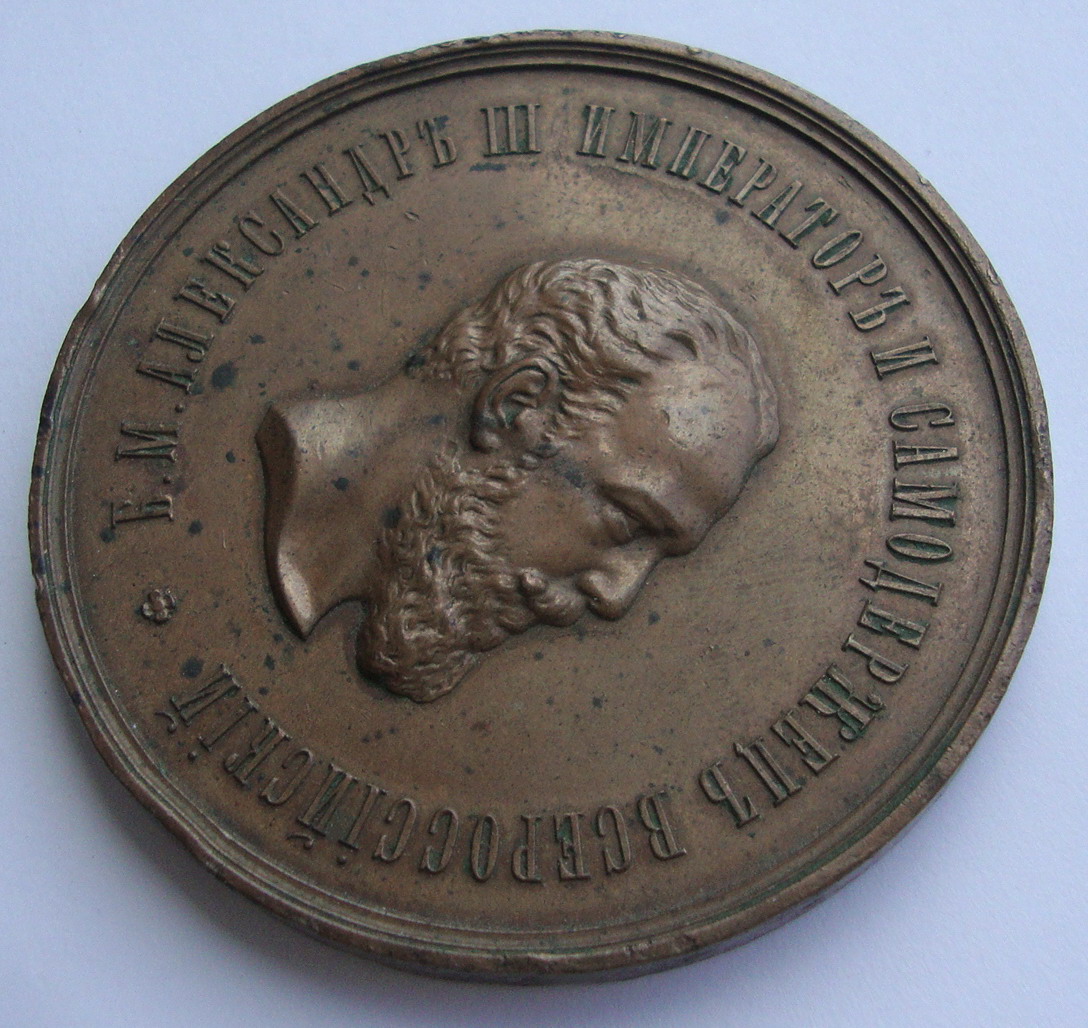 Б.М. АЛЕКСАНДРЪ III ИМПЕРАТОРЪ И САМОДЕРЖЕЦЪ ВСЕРОССІЙСКІЙ